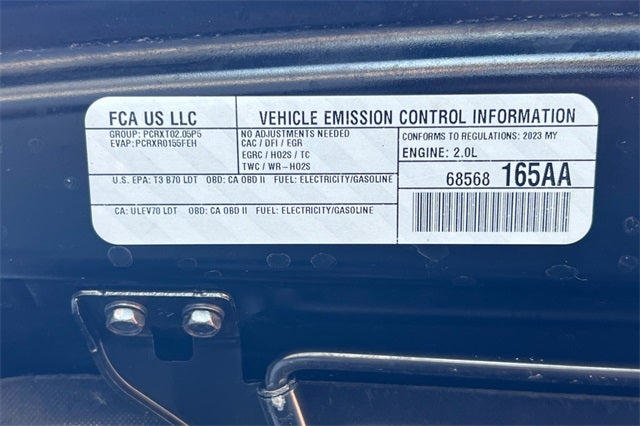 FCA US LLC
VEHICLE EMISSION CONTROL INFORMATION
GROUP: PCRXT02.05P5
EVAP: PCRXR0155FEH
NO ADJUSTMENTS NEEDED
CAC / DFI / EGR
EGRC / HO2S / TC
TWC / WR-HO2S
CONFORMS TO REGULATIONS: 2023 MY
ENGINE: 2.0L
U.S. EPA: T3 B70 LDT OBD: CA OBD II FUEL: ELECTRICITY/GASOLINE
68568 165AA
CA: ULEV70 LDT OBD: CA OBD II FUEL: ELECTRICITY/GASOLINE